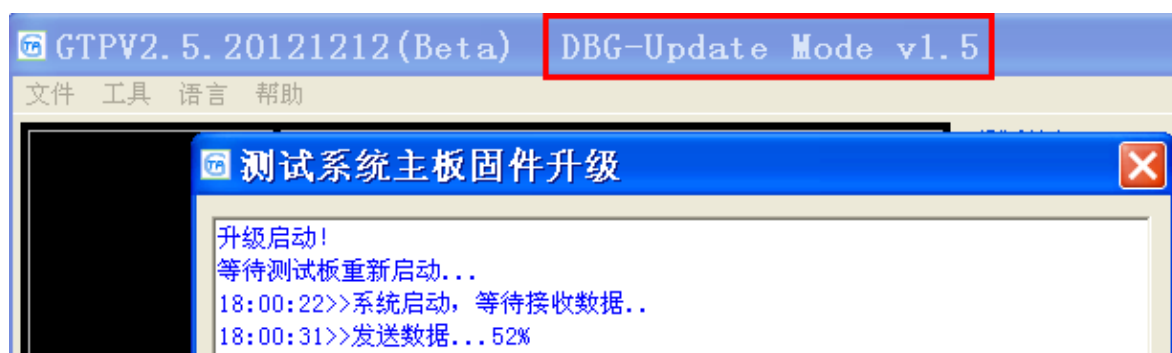 GTPV2.5.20121212(Beta) DBG-Update Mode v1.5
文件 工具 语言 帮助
测试系统主板固件升级
升级启动!
等待测试板重新启动...
18:00:22>>系统启动，等待接收数据..
18:00:31>>发送数据...52%